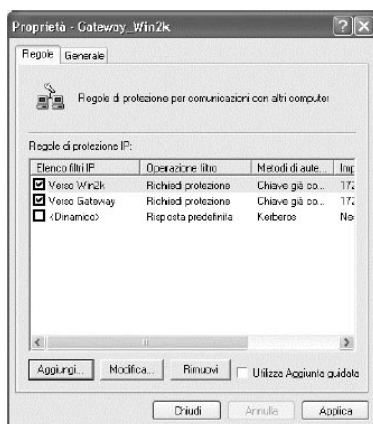 Proprietà - Gateway_Win2k
Regole Generale
Regole di protezione per comunicazioni con altri computer
Regole di protezione IP:
Elenco filtri IP Operazione filtro Metodi di aute... Imp
Verso Win2k Richiedi protezione Chiave già co... 172
Verso Gateway Richiedi protezione Chiave già co... 172
<Dinamico> Risposta predefinita Kerberos Nes
Aggiungi... Modifica... Rimuovi Utilizza Aggiunta guidata
Chiudi Annulla Applica